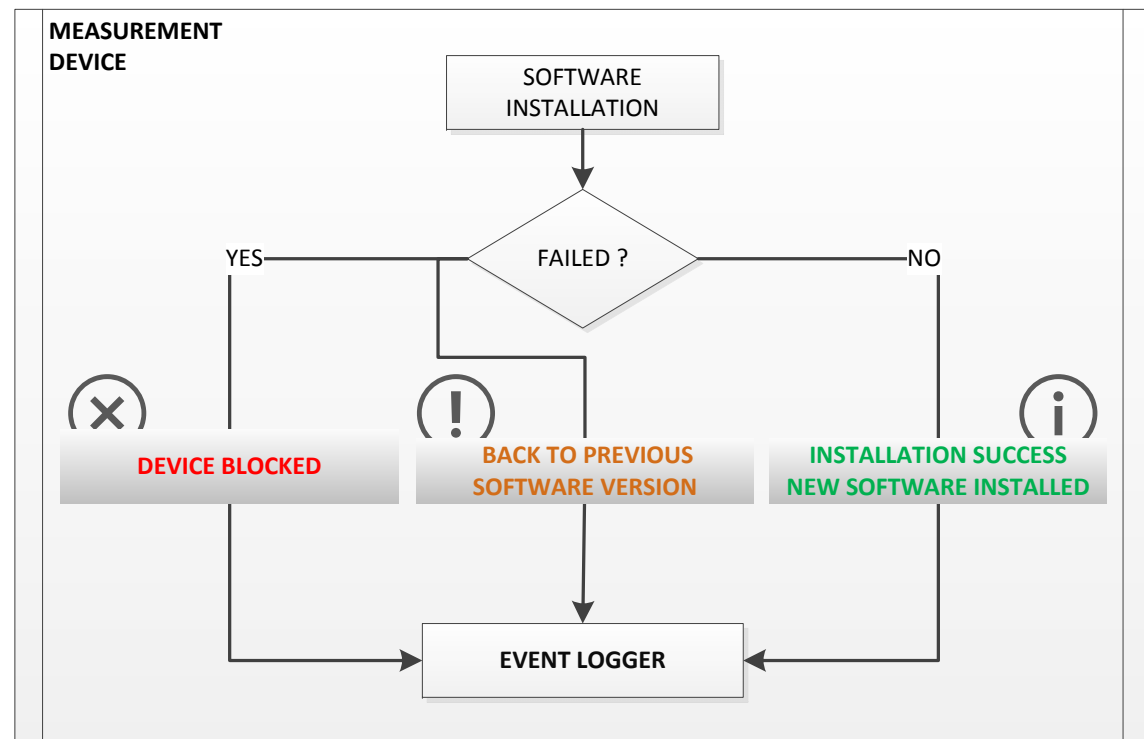 MEASUREMENT
DEVICE
SOFTWARE
INSTALLATION
FAILED ?
YES
NO
DEVICE BLOCKED
BACK TO PREVIOUS
SOFTWARE VERSION
INSTALLATION SUCCESS
NEW SOFTWARE INSTALLED
EVENT LOGGER